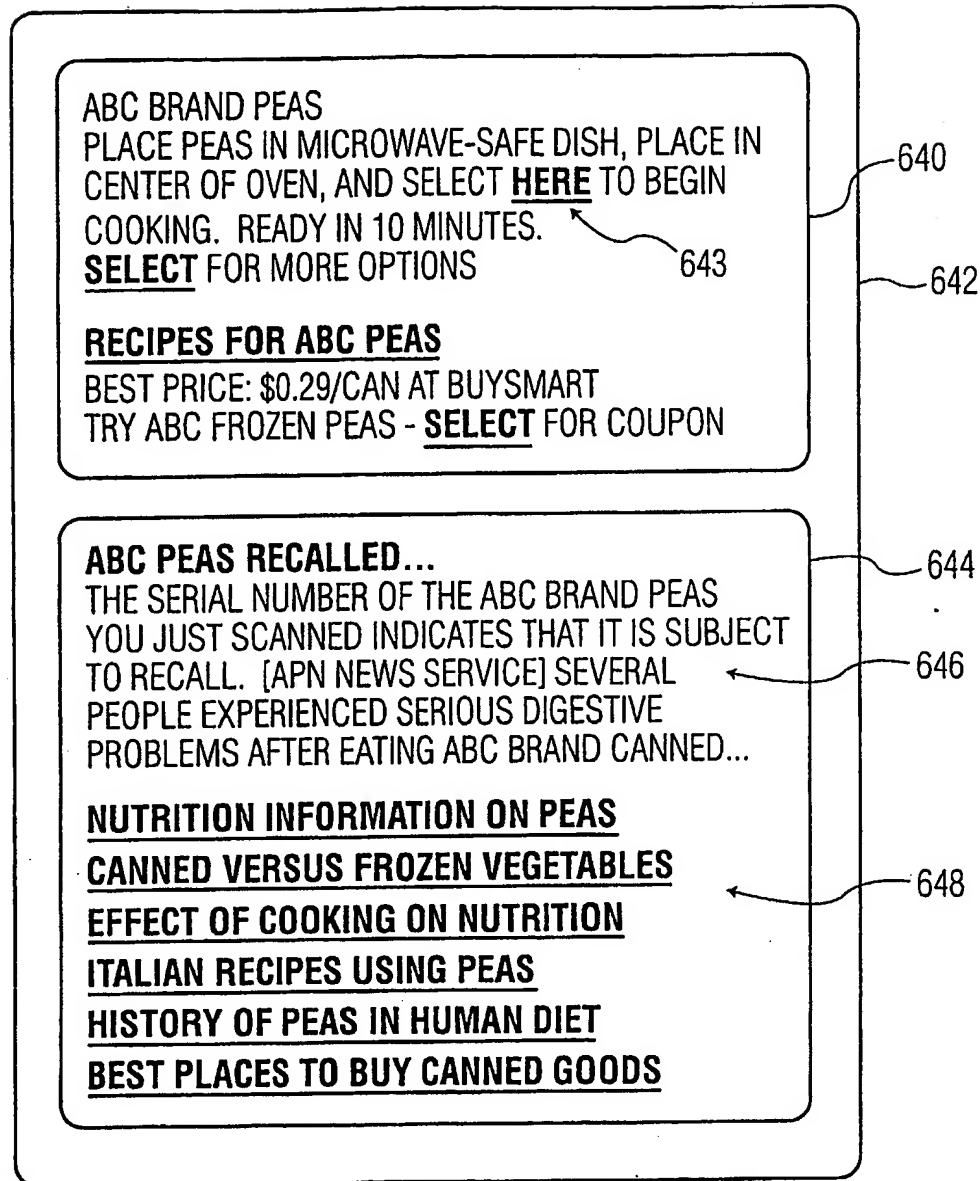 ABC BRAND PEAS
PLACE PEAS IN MICROWAVE-SAFE DISH, PLACE IN
CENTER OF OVEN, AND SELECT HERE TO BEGIN
COOKING. READY IN 10 MINUTES.
SELECT FOR MORE OPTIONS
RECIPES FOR ABC PEAS
BEST PRICE: $0.29/CAN AT BUYSMART
TRY ABC FROZEN PEAS - SELECT FOR COUPON
640
643
642
ABC PEAS RECALLED...
THE SERIAL NUMBER OF THE ABC BRAND PEAS
YOU JUST SCANNED INDICATES THAT IT IS SUBJECT
TO RECALL. [APN NEWS SERVICE] SEVERAL
PEOPLE EXPERIENCED SERIOUS DIGESTIVE
PROBLEMS AFTER EATING ABC BRAND CANNED...
644
646
NUTRITION INFORMATION ON PEAS
CANNED VERSUS FROZEN VEGETABLES
EFFECT OF COOKING ON NUTRITION
ITALIAN RECIPES USING PEAS
HISTORY OF PEAS IN HUMAN DIET
BEST PLACES TO BUY CANNED GOODS
648